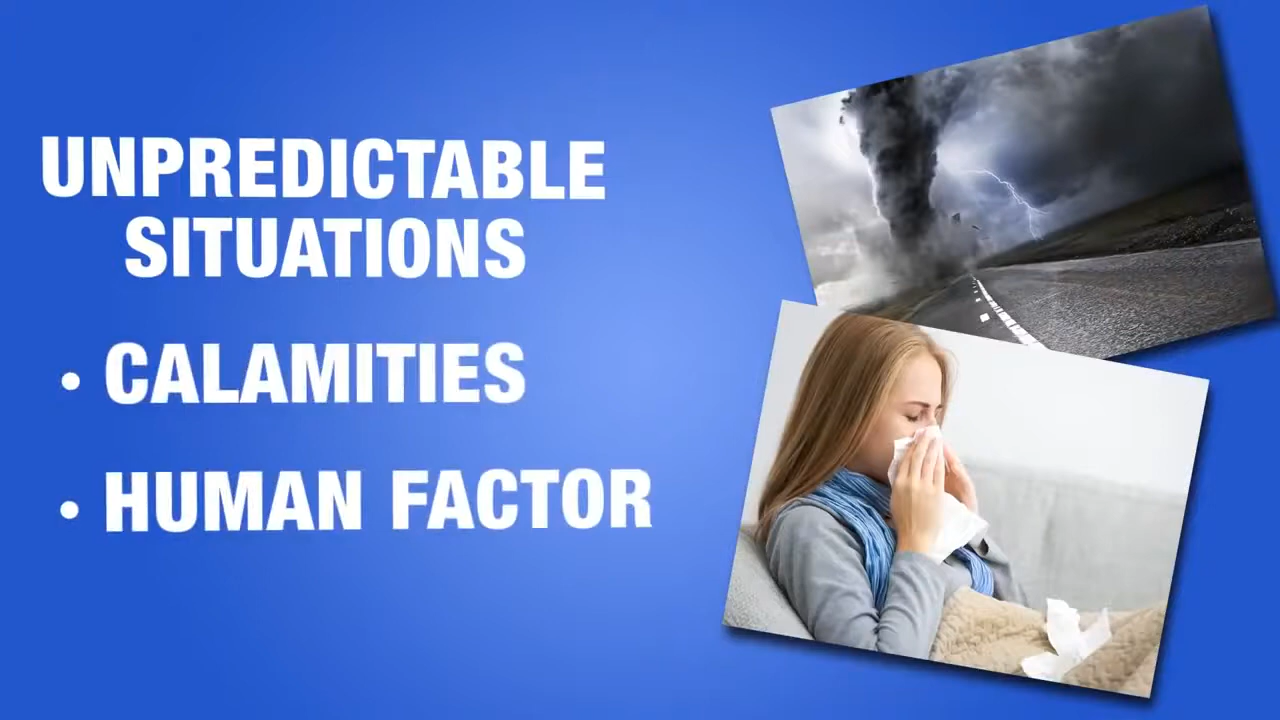 UNPREDICTABLE
SITUATIONS
• CALAMITIES
• HUMAN FACTOR